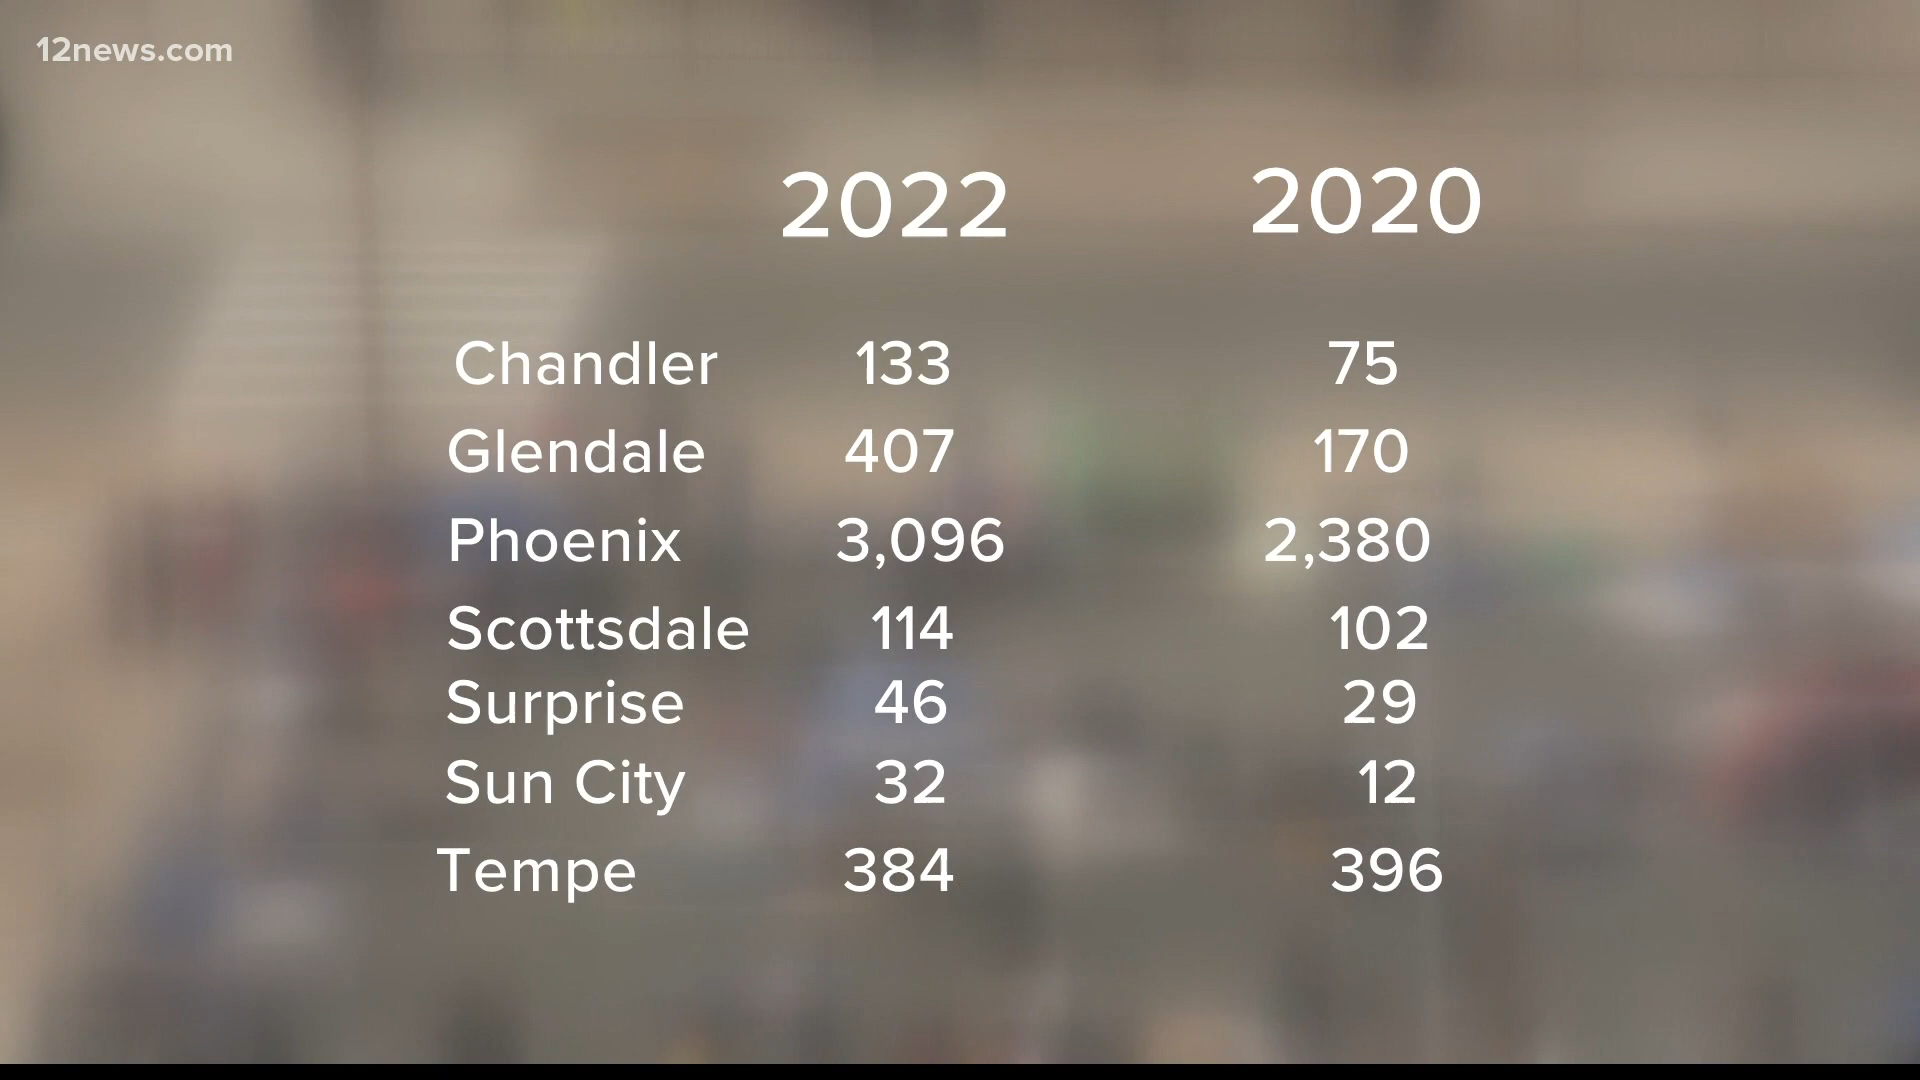 12news.com
2022 2020
Chandler 133 75
Glendale 407 170
Phoenix 3,096 2,380
Scottsdale 114 102
Surprise 46 29
Sun City 32 12
Tempe 384 396